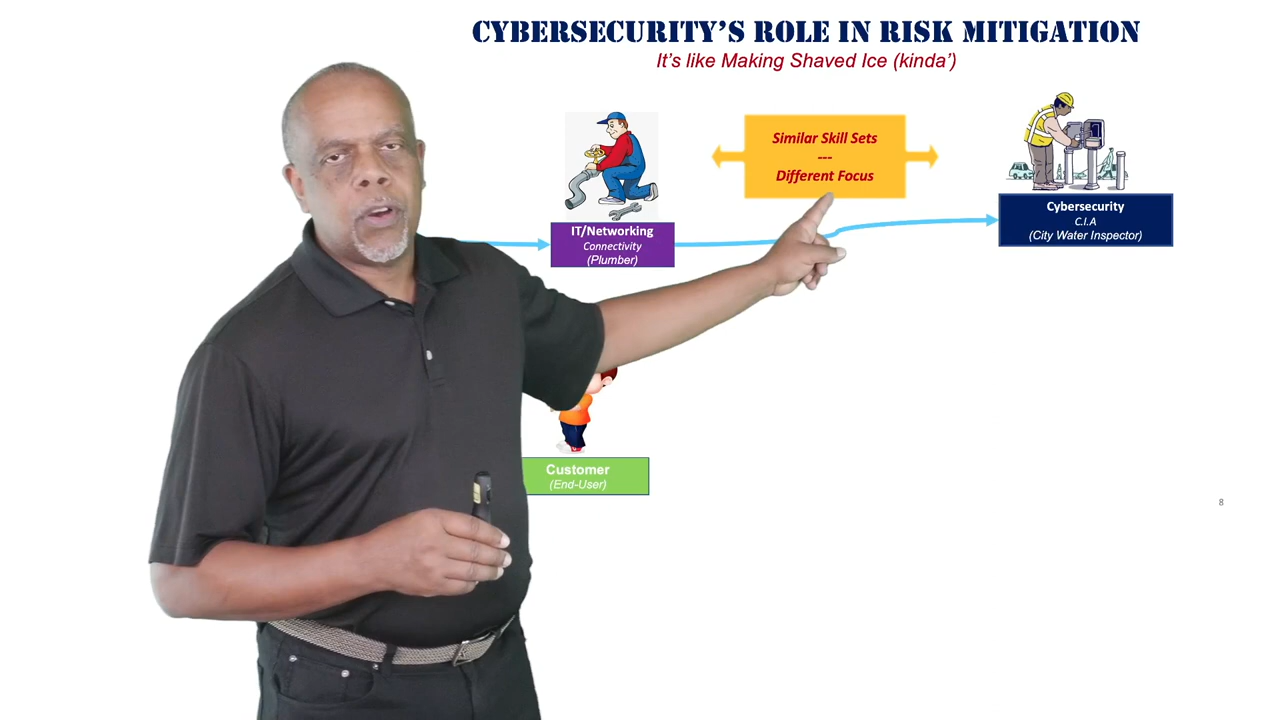 CYBERSECURITY’S ROLE IN RISK MITIGATION
It’s like Making Shaved Ice (kinda’)
Similar Skill Sets
---
Different Focus
IT/Networking
Connectivity
(Plumber)
Cybersecurity
C.I.A
(City Water Inspector)
Customer
(End-User)
8